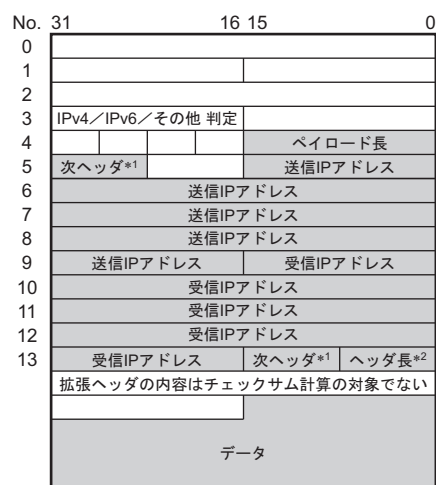 No. 31 16 15 0
0
1
2
3 IPv4／IPv6／その他 判定
4 ペイロード長
5 次ヘッダ*1 送信IPアドレス
6 送信IPアドレス
7 送信IPアドレス
8 送信IPアドレス
9 送信IPアドレス 受信IPアドレス
10 受信IPアドレス
11 受信IPアドレス
12 受信IPアドレス
13 受信IPアドレス 次ヘッダ*1 ヘッダ長*2
拡張ヘッダの内容はチェックサム計算の対象でない
データ